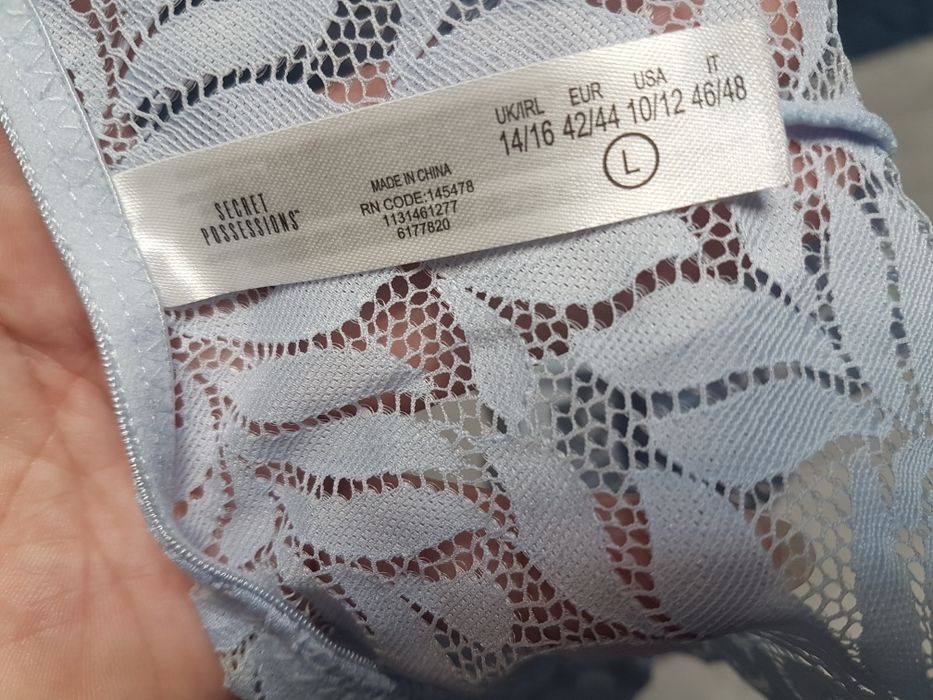 SECRET
POSSESSIONS™
MADE IN CHINA
RN CODE:145478
1131461277
6177820
UK/IRL EUR USA IT
14/16 42/44 10/12 46/48
L